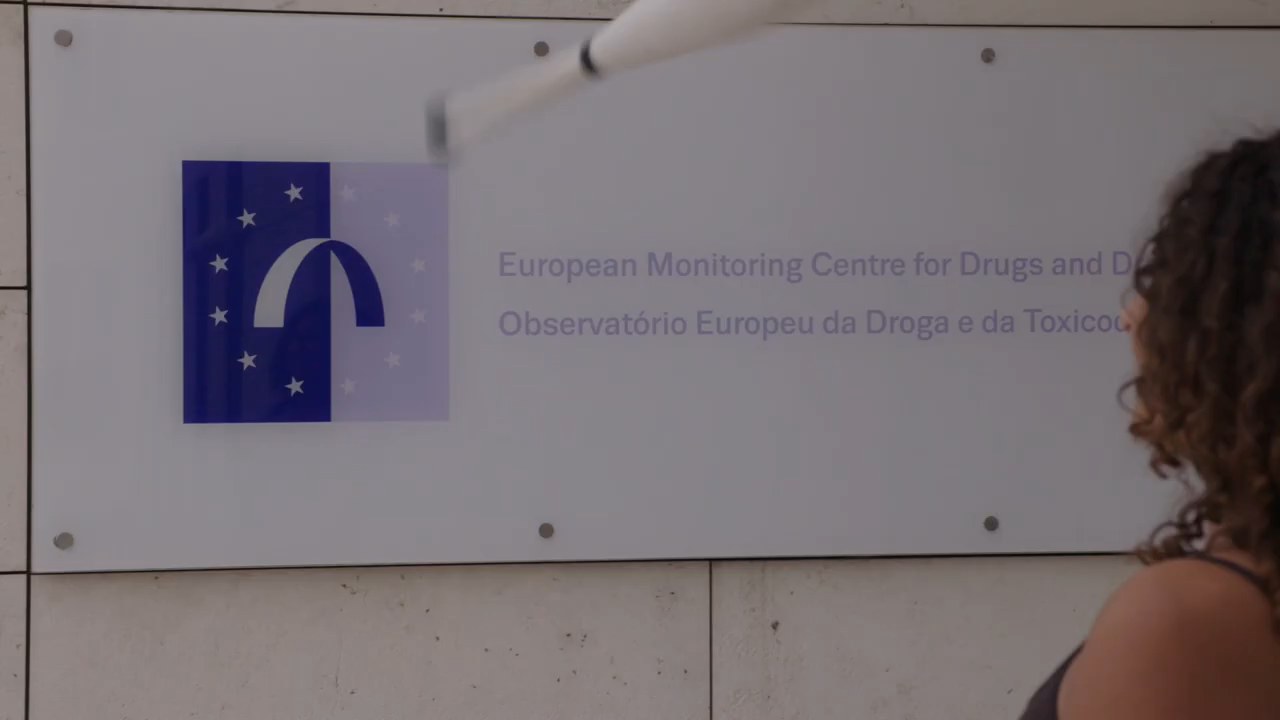 European Monitoring Centre for Drugs and
Observatório Europeu da Droga e da